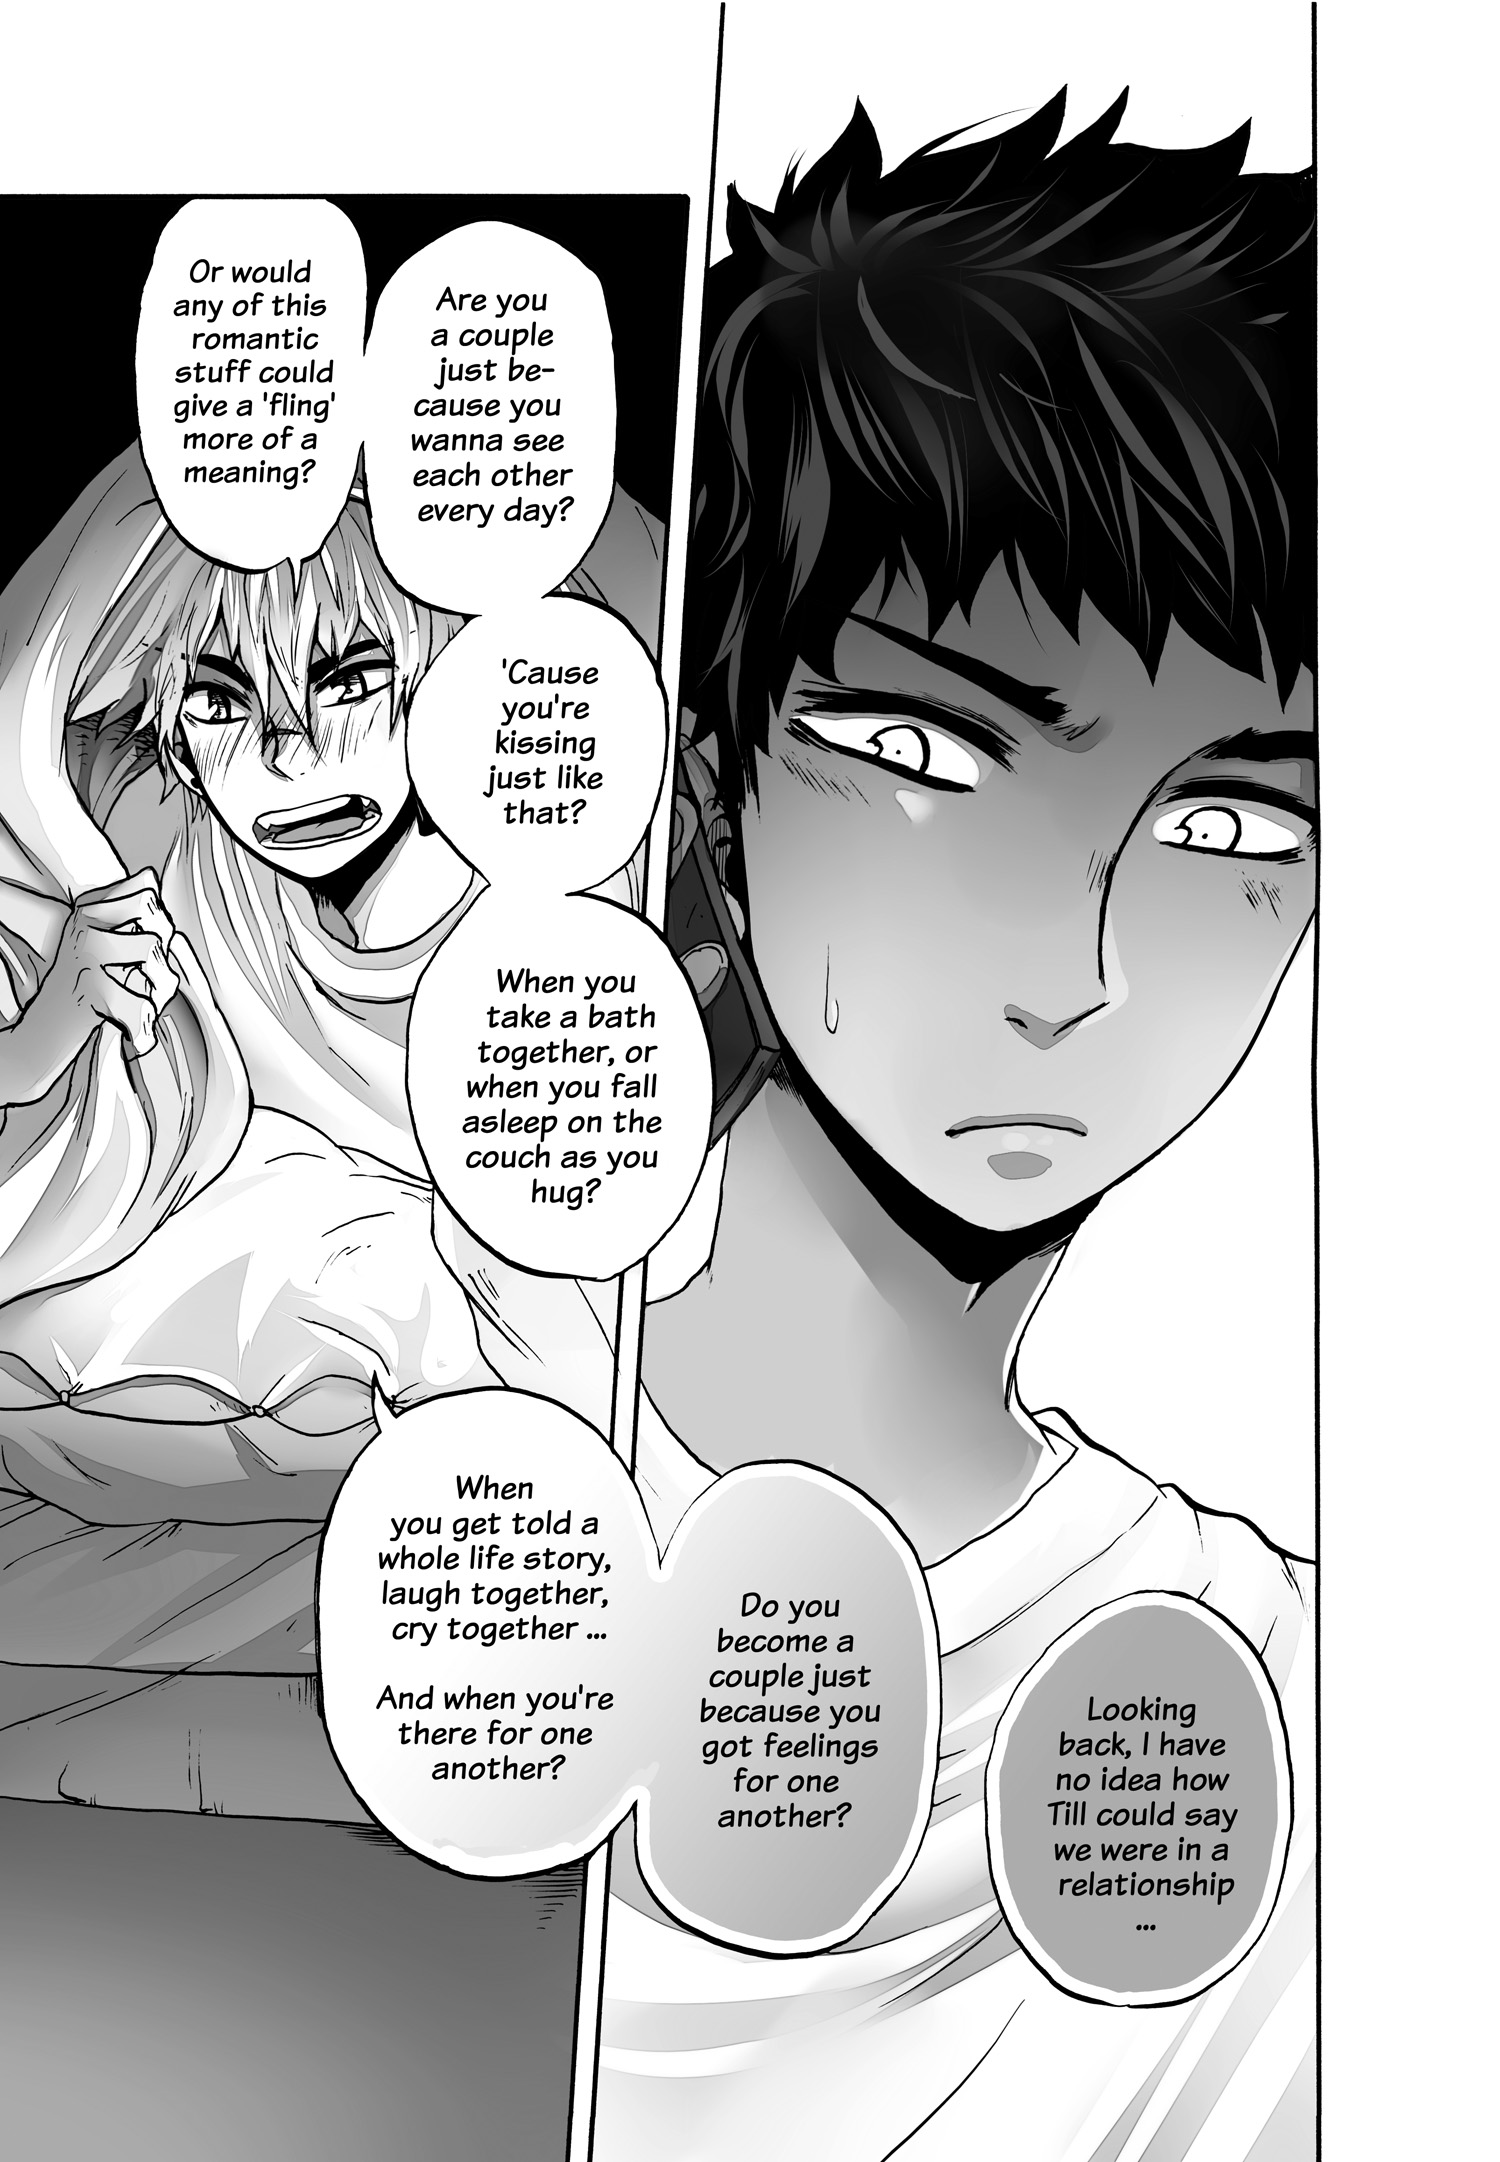 Looking
back, I have
no idea how
Till could say
we were in a
relationship
...
Do you
become a
couple just
because you
got feelings
for one
another?
When
you get told a
whole life story,
laugh together,
cry together ...
And when you're
there for one
another?
Are you
a couple
just be-
cause you
wanna see
each other
every day?
'Cause
you're
kissing
just like
that?
When you
take a bath
together, or
when you fall
asleep on the
couch as you
hug?
Or would
any of this
romantic
stuff could
give a 'fling'
more of a
meaning?